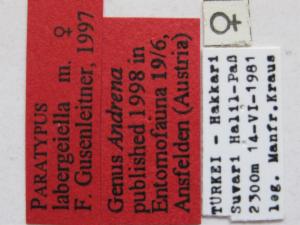 PARATYPUS ♀
labergeiella m.
F. Gusenleitner, 1997
Genus Andrena
published 1998 in
Entomofauna 19/6,
Ansfelden (Austria)
♀
TÜRKEI - Hakkari
Suvari Halil-Paß
2300m 14-VI-1981
leg. Manfr.Kraus